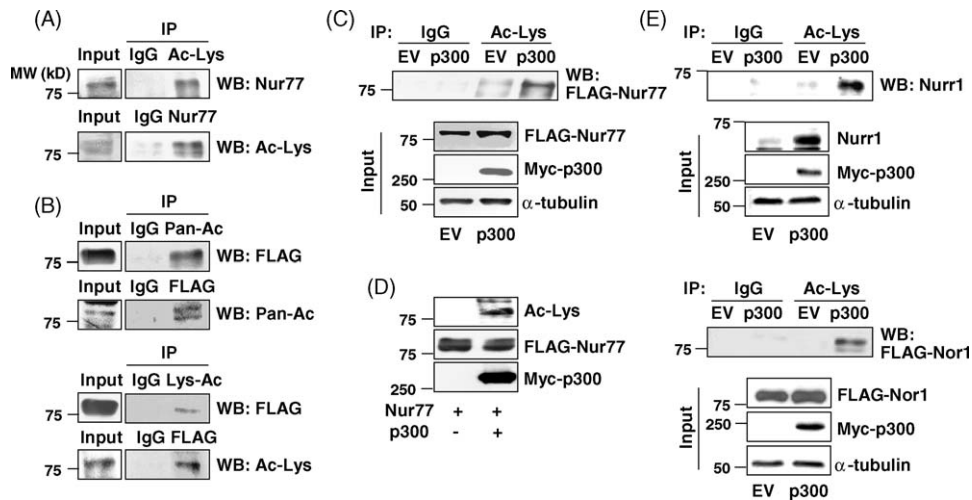 (A)
IP
Input IgG Ac-Lys
MW (kD)
75
WB: Nur77
Input IgG Nur77
75
WB: Ac-Lys
(B)
IP
Input IgG Pan-Ac
75
WB: FLAG
Input IgG FLAG
75
WB: Pan-Ac
IP
Input IgG Lys-Ac
75
WB: FLAG
Input IgG FLAG
75
WB: Ac-Lys
(C)
IP: IgG Ac-Lys
EV p300 EV p300
75
WB:
FLAG-Nur77
Input
75
FLAG-Nur77
250
Myc-p300
50
α-tubulin
EV p300
(D)
75
Ac-Lys
75
FLAG-Nur77
250
Myc-p300
Nur77 + +
p300 - +
(E)
IP: IgG Ac-Lys
EV p300 EV p300
75
WB: Nurr1
Input
75
Nurr1
250
Myc-p300
50
α-tubulin
EV p300
IP: IgG Ac-Lys
EV p300 EV p300
75
WB:
FLAG-Nor1
Input
75
FLAG-Nor1
250
Myc-p300
50
α-tubulin
EV p300